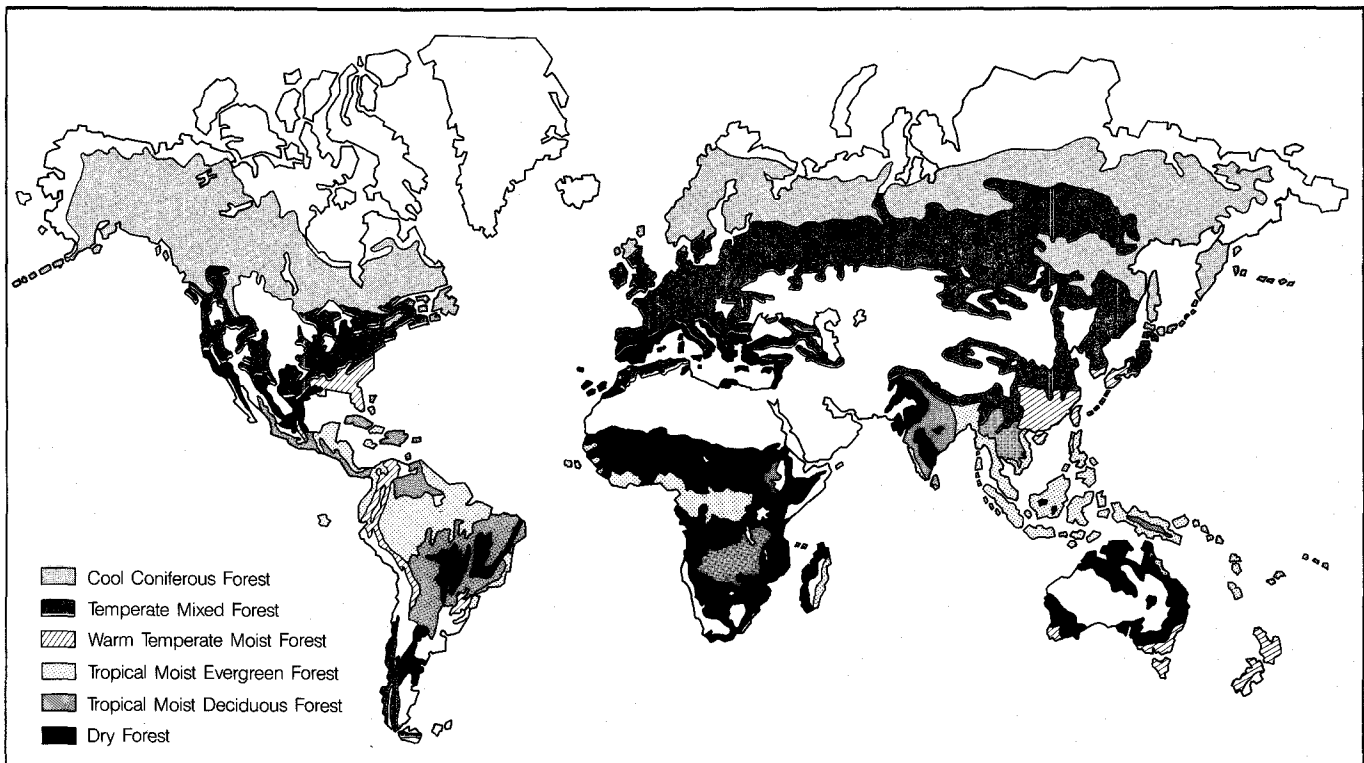 Cool Coniferous Forest
Temperate Mixed Forest
Warm Temperate Moist Forest
Tropical Moist Evergreen Forest
Tropical Moist Deciduous Forest
Dry Forest